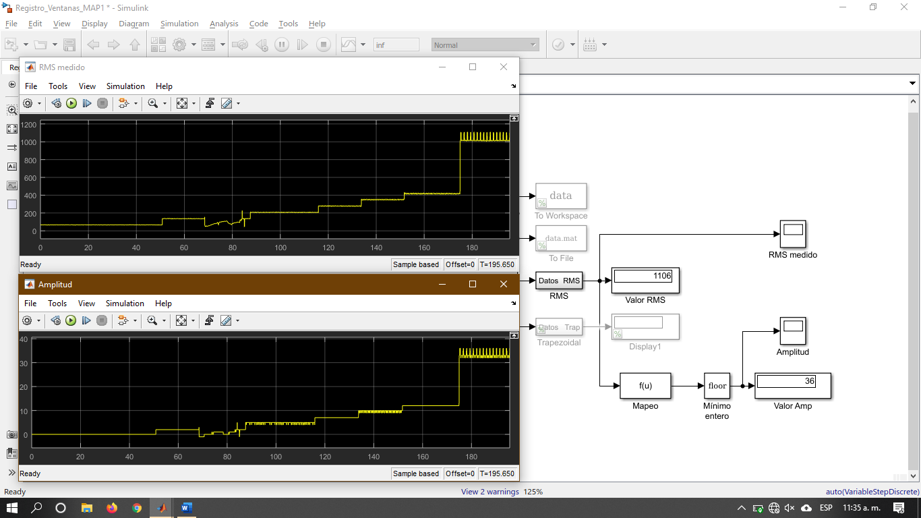 Registro_Ventanas_MAP1 * - Simulink
File Edit View Display Diagram Simulation Analysis Code Tools Help
inf
Normal
Re
RMS medido
File Tools View Simulation Help
1200
1000
800
600
400
200
0
0 20 40 60 80 100 120 140 160 180
Ready
Sample based Offset=0 T=195.650
Amplitud
File Tools View Simulation Help
40
30
20
10
0
0 20 40 60 80 100 120 140 160 180
Ready
Sample based Offset=0 T=195.650
data
To Workspace
data.mat
To File
Datos RMS
RMS
1106
Valor RMS
RMS medido
Datos Trap
Trapezoidal
Display1
Amplitud
f(u)
Mapeo
floor
Mínimo
entero
36
Valor Amp
Ready
View 2 warnings 125%
auto(VariableStepDiscrete)
ESP
11:35 a. m.